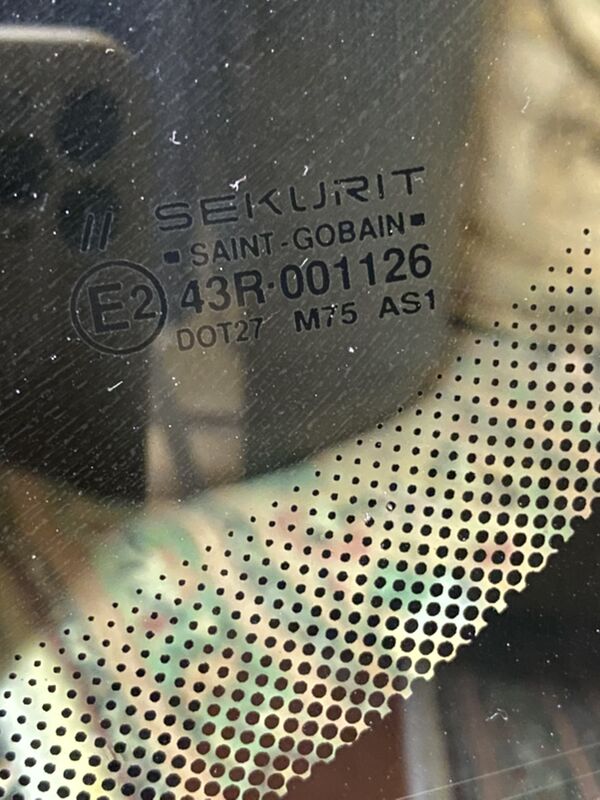 // SEKURIT
▪ SAINT-GOBAIN ▪
E2 43R-001126
DOT27 M75 AS1